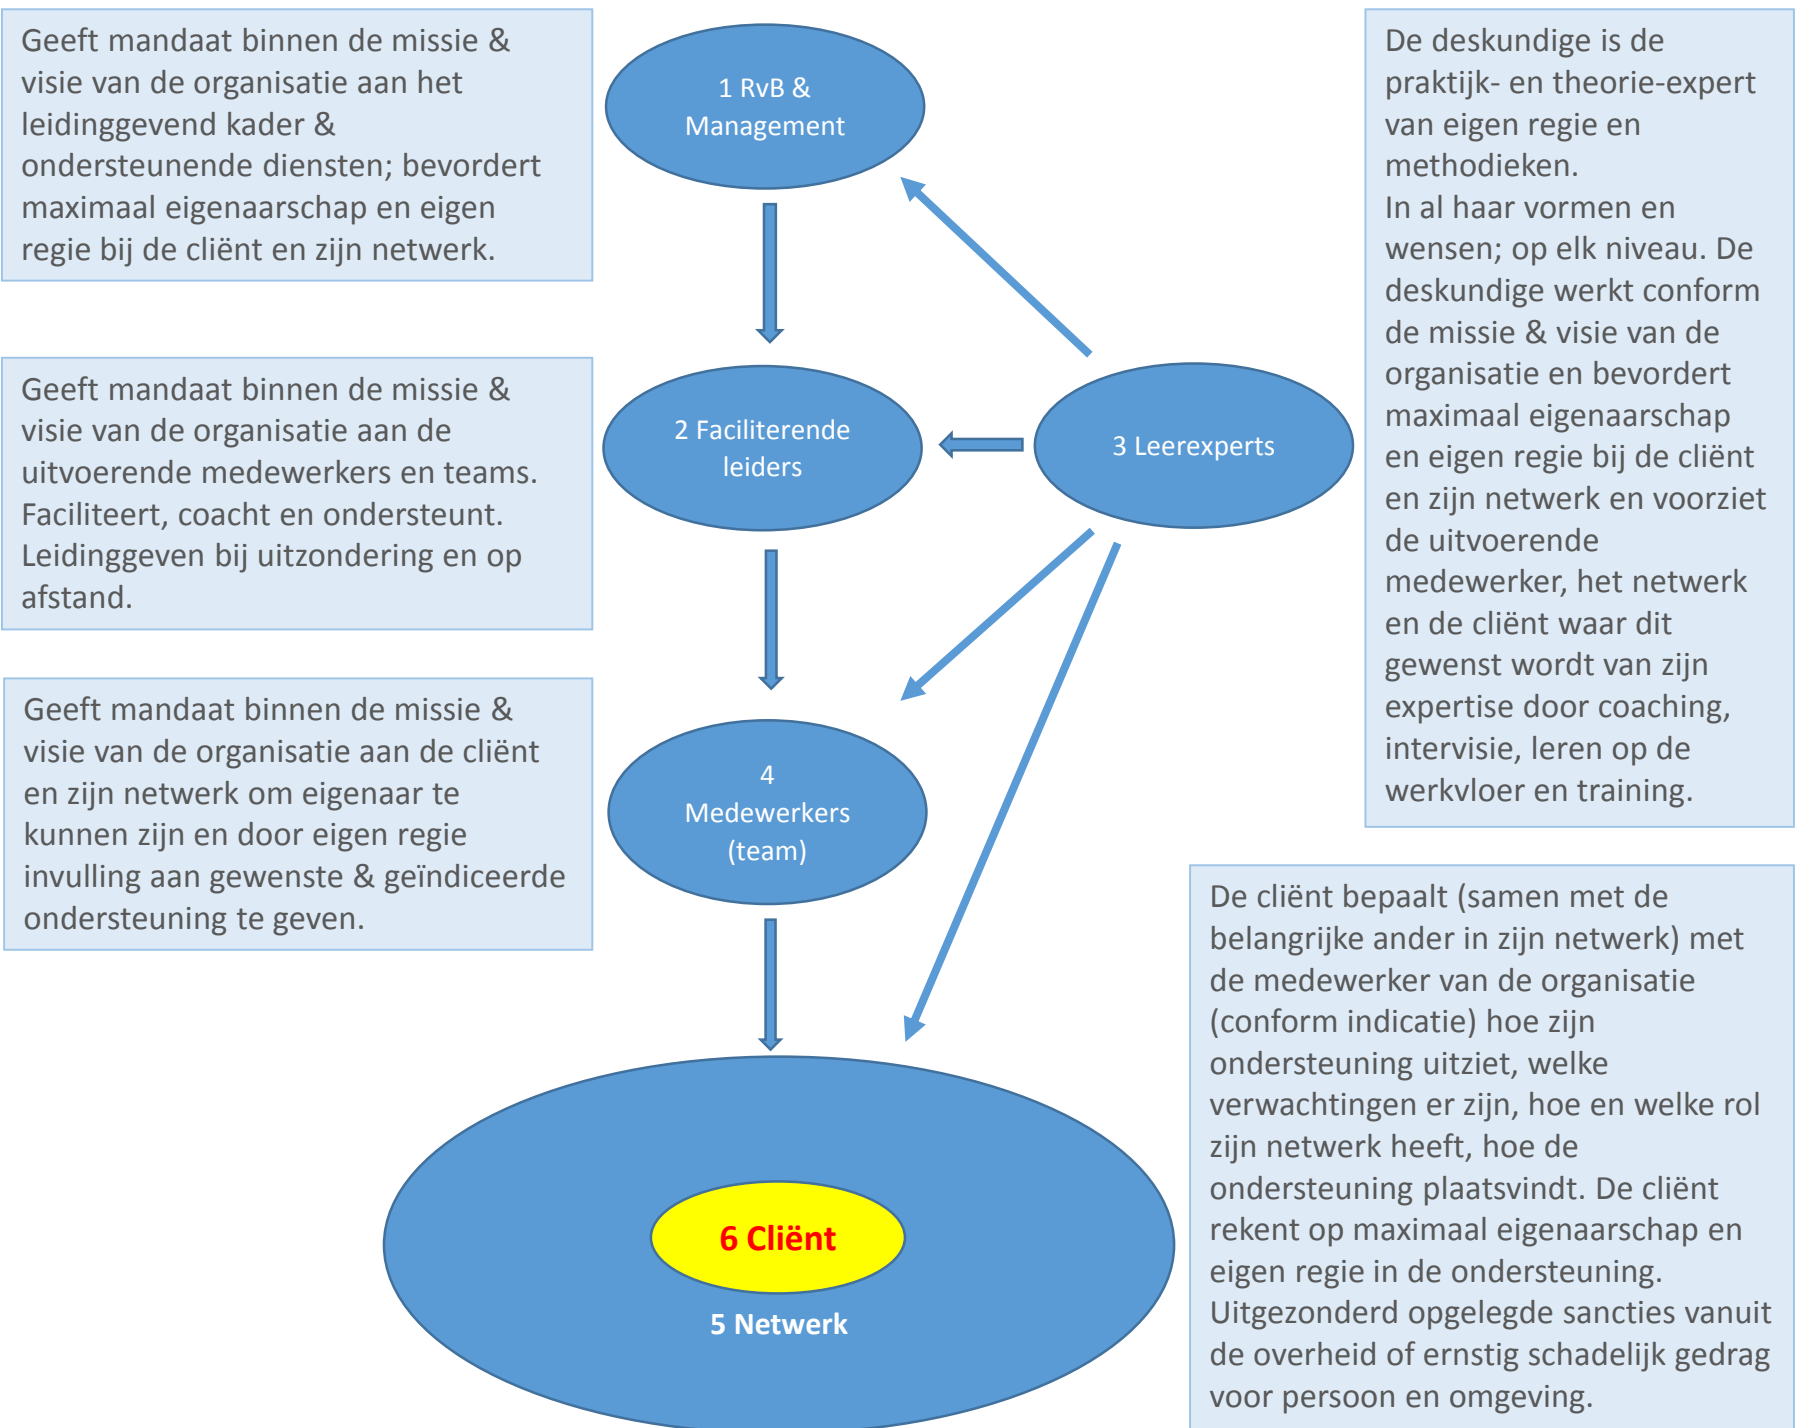 Geeft mandaat binnen de missie &
visie van de organisatie aan het
leidinggevend kader &
ondersteunende diensten; bevordert
maximaal eigenaarschap en eigen
regie bij de cliënt en zijn netwerk.
1 RvB &
Management
De deskundige is de
praktijk- en theorie-expert
van eigen regie en
methodieken.
In al haar vormen en
wensen; op elk niveau. De
deskundige werkt conform
de missie & visie van de
organisatie en bevordert
maximaal eigenaarschap
en eigen regie bij de cliënt
en zijn netwerk en voorziet
de uitvoerende
medewerker, het netwerk
en de cliënt waar dit
gewenst wordt van zijn
expertise door coaching,
intervisie, leren op de
werkvloer en training.
Geeft mandaat binnen de missie &
visie van de organisatie aan de
uitvoerende medewerkers en teams.
Faciliteert, coacht en ondersteunt.
Leidinggeven bij uitzondering en op
afstand.
2 Faciliterende
leiders
3 Leerexperts
Geeft mandaat binnen de missie &
visie van de organisatie aan de cliënt
en zijn netwerk om eigenaar te
kunnen zijn en door eigen regie
invulling aan gewenste & geïndiceerde
ondersteuning te geven.
4
Medewerkers
(team)
De cliënt bepaalt (samen met de
belangrijke ander in zijn netwerk) met
de medewerker van de organisatie
(conform indicatie) hoe zijn
ondersteuning uitziet, welke
verwachtingen er zijn, hoe en welke rol
zijn netwerk heeft, hoe de
ondersteuning plaatsvindt. De cliënt
rekent op maximaal eigenaarschap en
eigen regie in de ondersteuning.
Uitgezonderd opgelegde sancties vanuit
de overheid of ernstig schadelijk gedrag
voor persoon en omgeving.
6 Cliënt
5 Netwerk